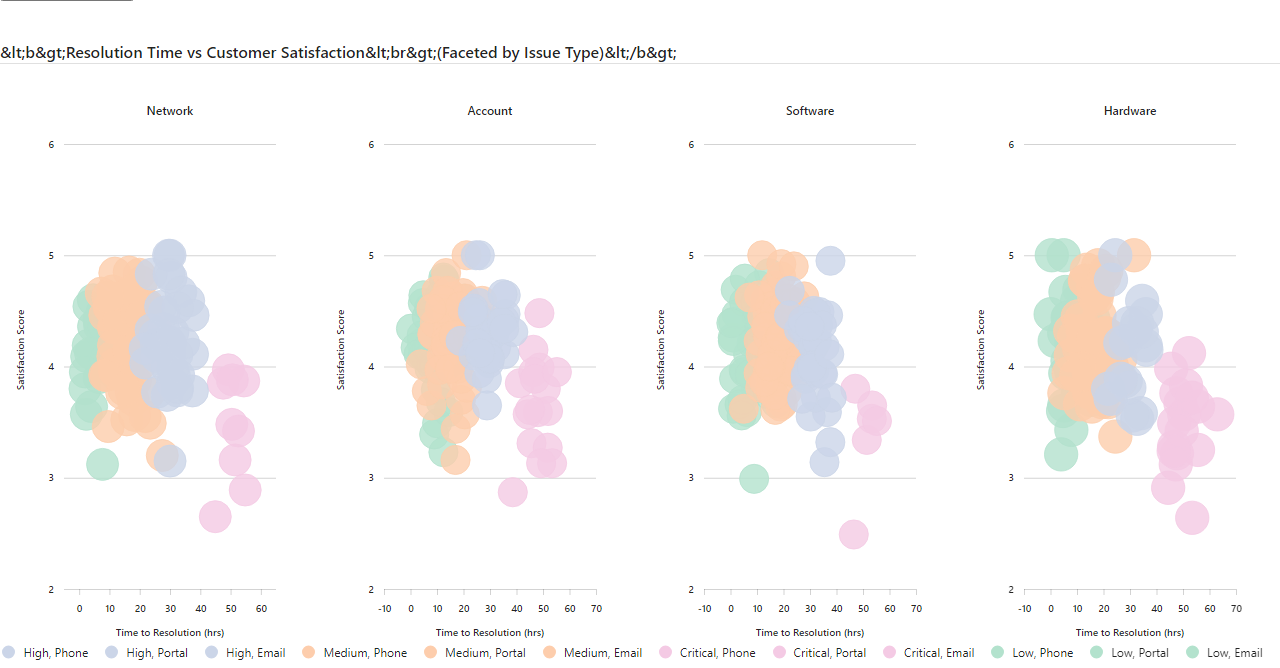 &lt;b&gt;Resolution Time vs Customer Satisfaction&lt;br&gt;(Faceted by Issue Type)&lt;/b&gt;
Network
Account
Software
Hardware
6
5
4
3
2
Satisfaction Score
0 10 20 30 40 50 60
Time to Resolution (hrs)
6
5
4
3
2
Satisfaction Score
-10 0 10 20 30 40 50 60 70
Time to Resolution (hrs)
6
5
4
3
2
Satisfaction Score
-10 0 10 20 30 40 50 60 70
Time to Resolution (hrs)
6
5
4
3
2
Satisfaction Score
-10 0 10 20 30 40 50 60 70
Time to Resolution (hrs)
High, Phone High, Portal High, Email Medium, Phone Medium, Portal Medium, Email Critical, Phone Critical, Portal Critical, Email Low, Phone Low, Portal Low, Email